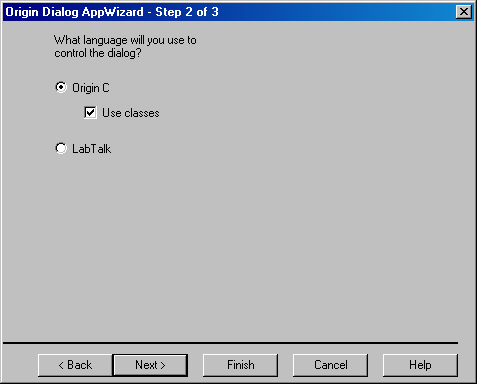 Origin Dialog AppWizard - Step 2 of 3
What language will you use to
control the dialog?
Origin C
Use classes
LabTalk
< Back Next > Finish Cancel Help